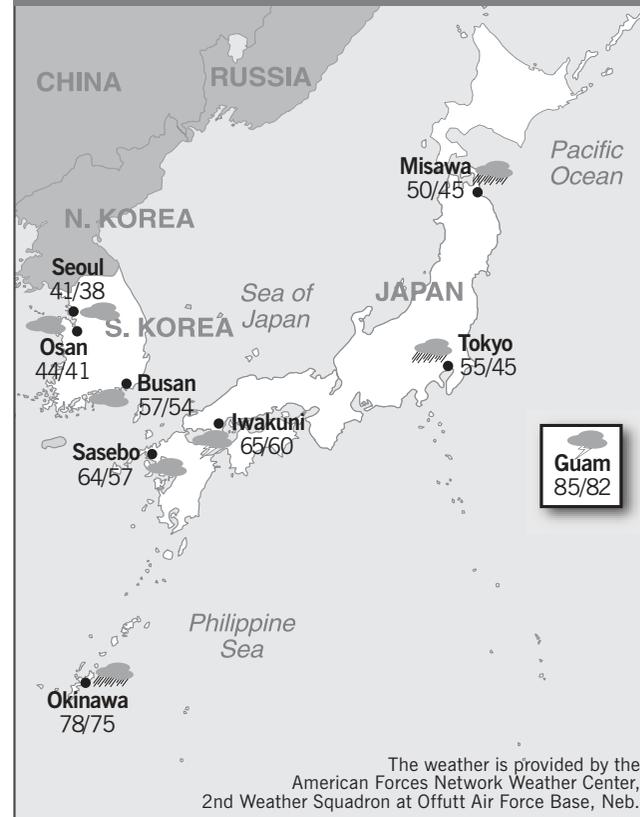 CHINA
RUSSIA
Pacific
Ocean
Misawa
50/45
N. KOREA
Seoul
41/38
Sea of
Japan
JAPAN
S. KOREA
Osan
44/41
Tokyo
55/45
Busan
57/54
Iwakuni
65/60
Sasebo
64/57
Guam
85/82
Philippine
Sea
Okinawa
78/75
The weather is provided by the
American Forces Network Weather Center,
2nd Weather Squadron at Offutt Air Force Base, Neb.